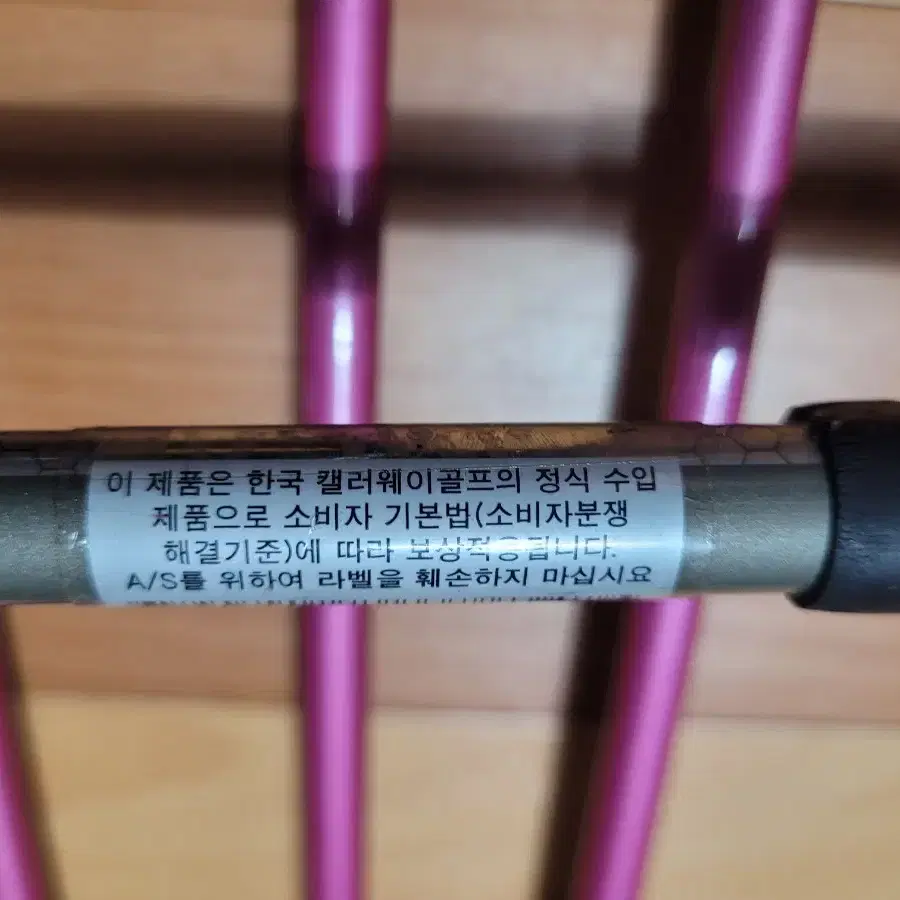 이 제품은 한국 캘러웨이골프의 정식 수입
제품으로 소비자 기본법(소비자분쟁
해결기준)에 따라 보상적용됩니다.
A/S를 위하여 라벨을 훼손하지 마십시요